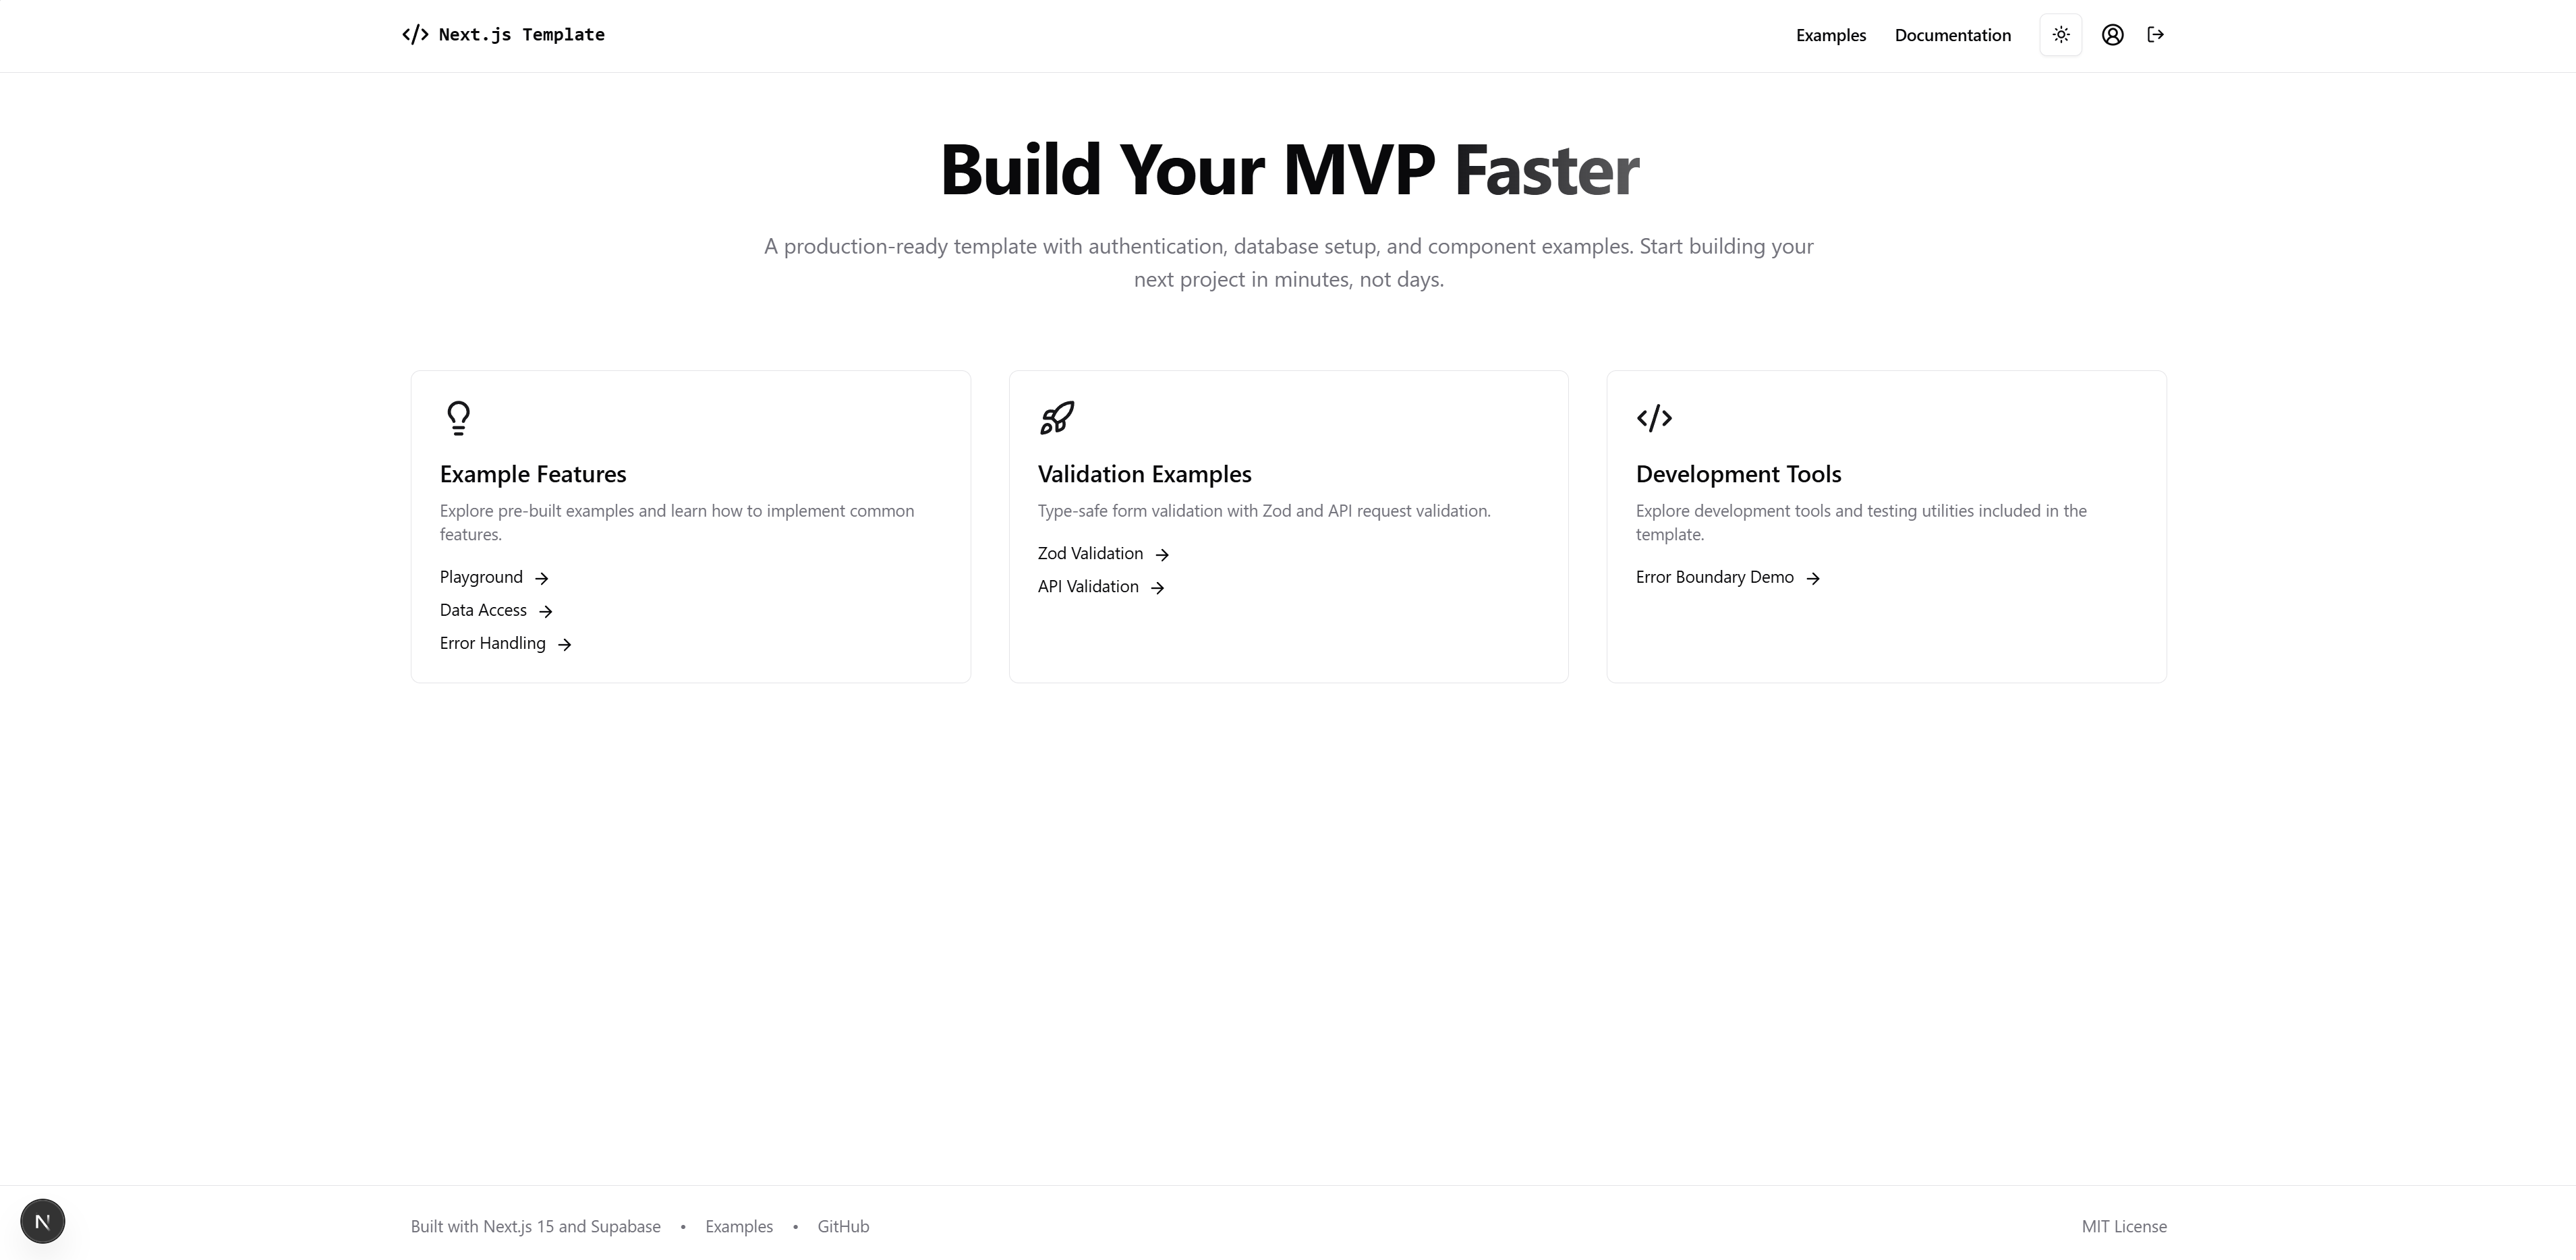 Next.js Template
Examples
Documentation
Build Your MVP Faster
A production-ready template with authentication, database setup, and component examples. Start building your
next project in minutes, not days.
Example Features
Explore pre-built examples and learn how to implement common
features.
Playground
Data Access
Error Handling
Validation Examples
Type-safe form validation with Zod and API request validation.
Zod Validation
API Validation
Development Tools
Explore development tools and testing utilities included in the
template.
Error Boundary Demo
N
Built with Next.js 15 and Supabase • Examples • GitHub
MIT License